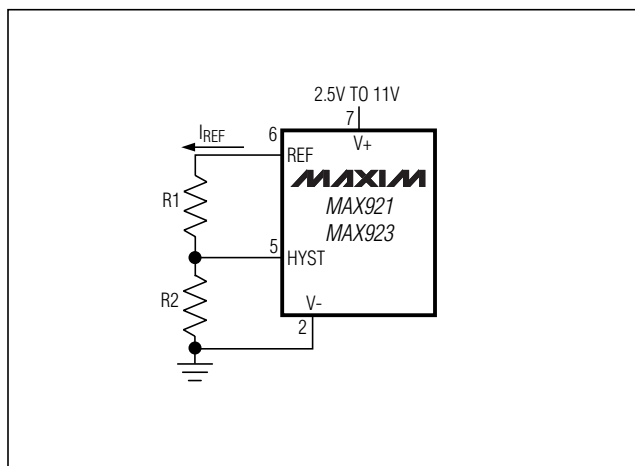 2.5V TO 11V
7
V+
IREF
6
REF
MAXIM
R1
MAX921
MAX923
5
HYST
R2
V-
2